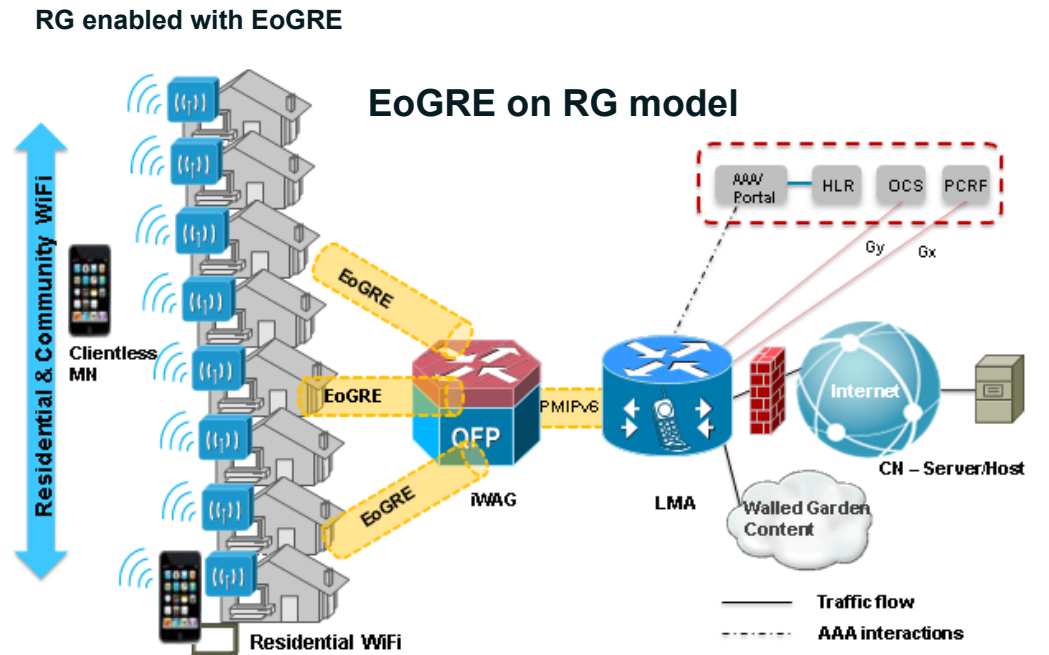 RG enabled with EoGRE
EoGRE on RG model
Residential & Community WiFi
Clientless
MN
EoGRE
EoGRE
EoGRE
QFP
iWAG
PMIPv6
LMA
AAA/
Portal
HLR
OCS
PCRF
Gy
Gx
Internet
CN – Server/Host
Walled Garden
Content
Residential WiFi
Traffic flow
AAA interactions